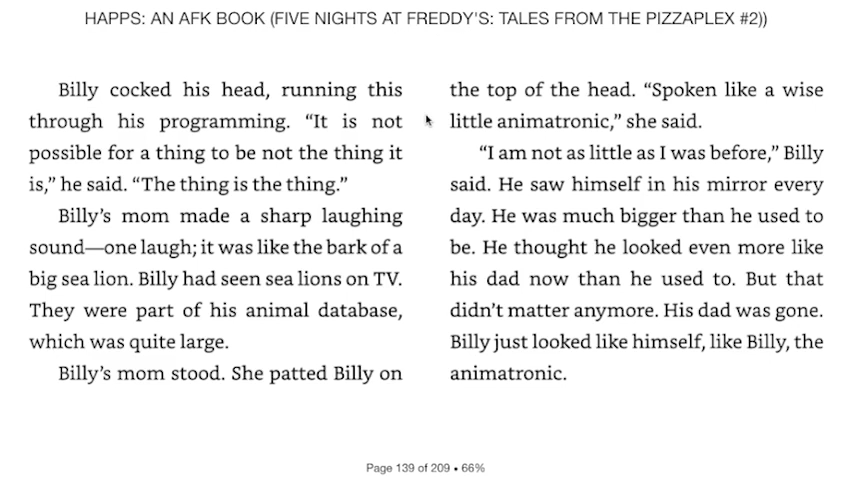 HAPPS: AN AFK BOOK (FIVE NIGHTS AT FREDDY'S: TALES FROM THE PIZZAPLEX #2))
Billy cocked his head, running this
through his programming. “It is not
possible for a thing to be not the thing it
is,” he said. “The thing is the thing.”
Billy’s mom made a sharp laughing
sound—one laugh; it was like the bark of a
big sea lion. Billy had seen sea lions on TV.
They were part of his animal database,
which was quite large.
Billy’s mom stood. She patted Billy on
the top of the head. “Spoken like a wise
little animatronic,” she said.
“I am not as little as I was before,” Billy
said. He saw himself in his mirror every
day. He was much bigger than he used to
be. He thought he looked even more like
his dad now than he used to. But that
didn’t matter anymore. His dad was gone.
Billy just looked like himself, like Billy, the
animatronic.
Page 139 of 209 • 66%